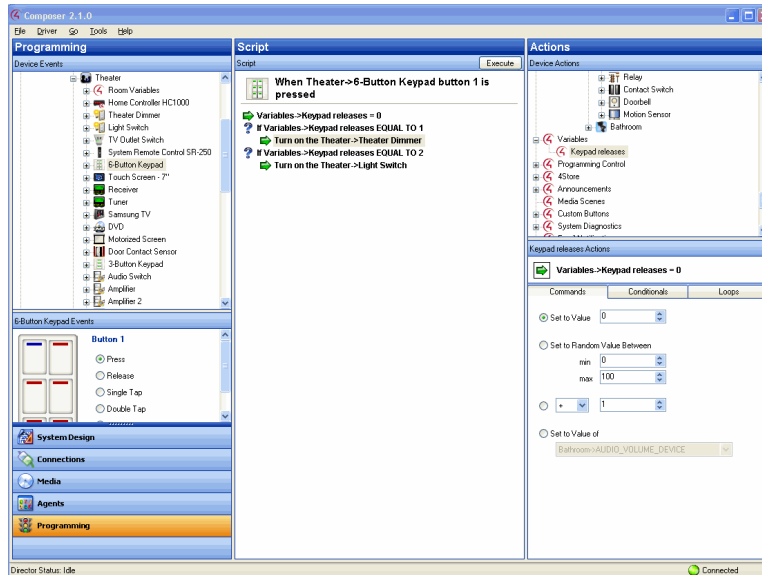 Composer 2.1.0
File Driver Go Tools Help
Programming
Device Events
Theater
Room Variables
Home Controller HC1000
Theater Dimmer
Light Switch
TV Outlet Switch
System Remote Control SR-250
6-Button Keypad
Touch Screen - 7"
Receiver
Tuner
Samsung TV
DVD
Motorized Screen
Door Contact Sensor
3-Button Keypad
Audio Switch
Amplifier
Amplifier 2
6-Button Keypad Events
Button 1
Press
Release
Single Tap
Double Tap
System Design
Connections
Media
Agents
Programming
Director Status: Idle
Script
Script
Execute
When Theater->6-Button Keypad button 1 is
pressed
Variables->Keypad releases = 0
If Variables->Keypad releases EQUAL TO 1
Turn on the Theater->Theater Dimmer
If Variables->Keypad releases EQUAL TO 2
Turn on the Theater->Light Switch
Actions
Device Actions
Relay
Contact Switch
Doorbell
Motion Sensor
Bathroom
Variables
Keypad releases
Programming Control
4Store
Announcements
Media Scenes
Custom Buttons
System Diagnostics
Keypad releases Actions
Variables->Keypad releases = 0
Commands Conditionals Loops
Set to Value 0
Set to Random Value Between
min 0
max 100
+ 1
Set to Value of
Bathroom->AUDIO_VOLUME_DEVICE
Connected